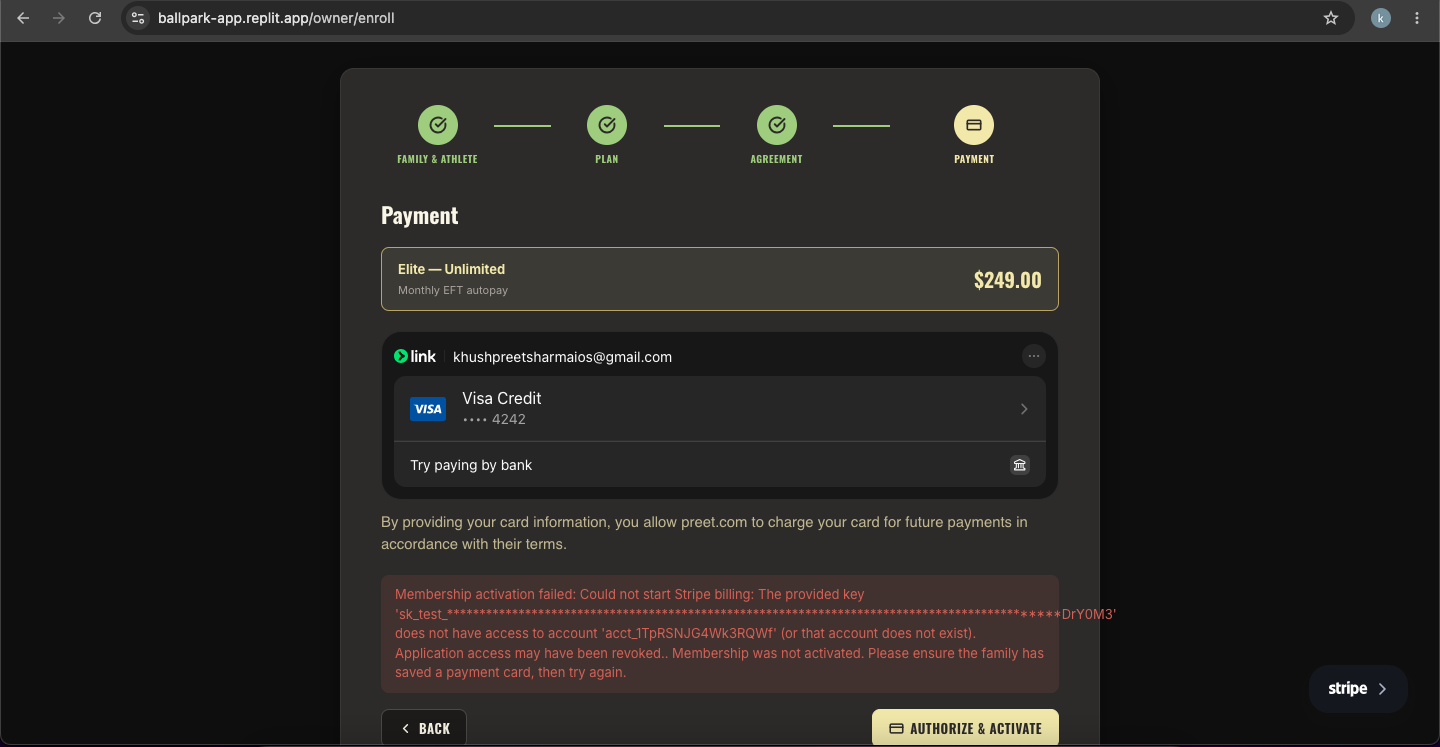 ballpark-app.replit.app/owner/enroll
k
FAMILY & ATHLETE
PLAN
AGREEMENT
PAYMENT
Payment
Elite — Unlimited
Monthly EFT autopay
$249.00
link
khushpreetsharmaios@gmail.com
VISA
Visa Credit
•••• 4242
Try paying by bank
By providing your card information, you allow preet.com to charge your card for future payments in
accordance with their terms.
Membership activation failed: Could not start Stripe billing: The provided key
'sk_test_*********************************************************************************************DrY0M3'
does not have access to account 'acct_1TpRSNJG4Wk3RQWf' (or that account does not exist).
Application access may have been revoked.. Membership was not activated. Please ensure the family has
saved a payment card, then try again.
stripe
BACK
AUTHORIZE & ACTIVATE